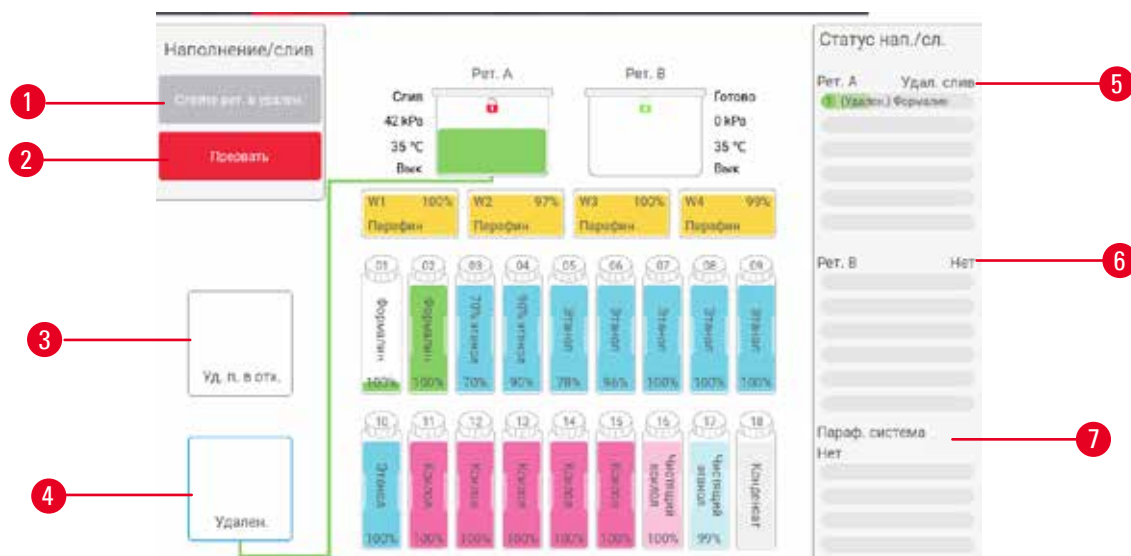 Наполнение/слив
1
Слейте рет. в удален.
2
Прервать
3
Уд. п. в отк.
4
Удален.
Рет. А
Рет. В
Слив
42 kPa
35 °C
Выкл
Готово
0 kPa
35 °C
Выкл
W1 100%
Парафин
W2 97%
Парафин
W3 100%
Парафин
W4 99%
Парафин
01 02 03 04 05 06 07 08 09
Формалин
Формалин
70% этанол
90% этанол
Этанол
Этанол
Этанол
Этанол
Этанол
100% 100% 70% 90% 78% 96% 100% 100% 100%
10 11 12 13 14 15 16 17 18
Этанол
Ксилол
Ксилол
Ксилол
Ксилол
Ксилол
Чистящий ксилол
Чистящий этанол
Конденсат
100% 100% 100% 100% 100% 100% 100% 99%
Статус нап./сл.
Рет. А Удал. слив
5
(Удален.) Формалин
Рет. В Нет
6
Параф. система
7
Нет